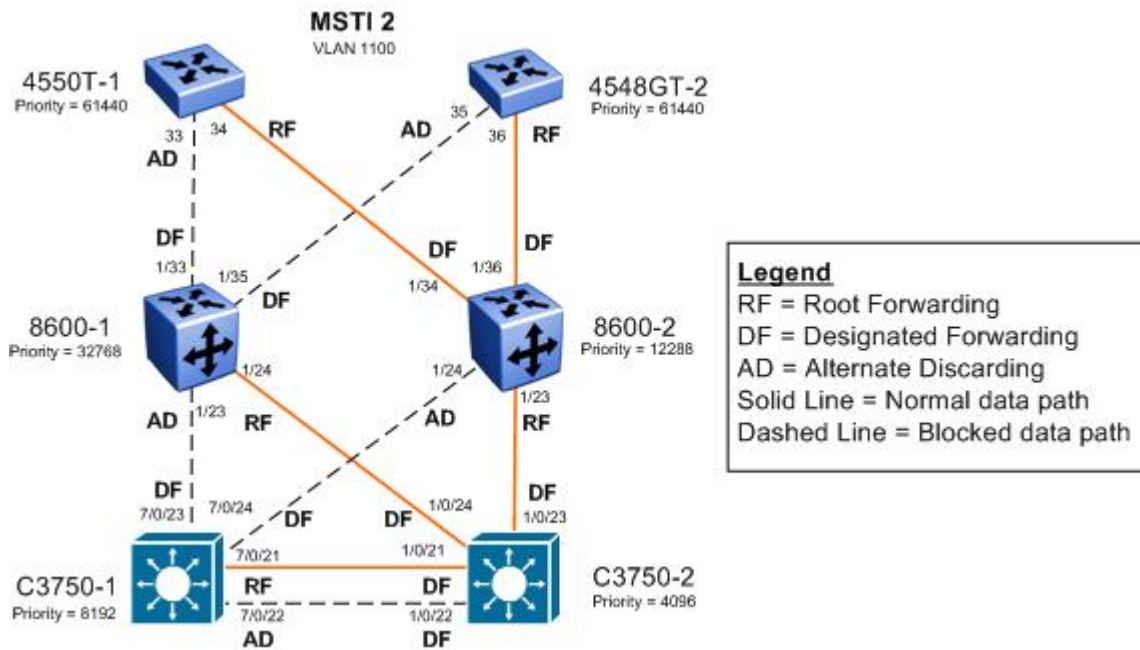 MSTI 2
VLAN 1100
4550T-1
Priority = 61440
4548GT-2
Priority = 61440
33
34
RF
AD
AD
35
36
RF
DF
1/33
1/35
DF
DF
1/34
1/36
DF
8600-1
Priority = 32768
8600-2
Priority = 12288
1/24
1/23
AD
RF
1/24
AD
1/23
RF
DF
7/0/23
7/0/24
DF
1/0/24
DF
DF
1/0/23
7/0/21
1/0/21
C3750-1
Priority = 8192
RF
DF
C3750-2
Priority = 4096
7/0/22
1/0/22
AD
DF
Legend
RF = Root Forwarding
DF = Designated Forwarding
AD = Alternate Discarding
Solid Line = Normal data path
Dashed Line = Blocked data path